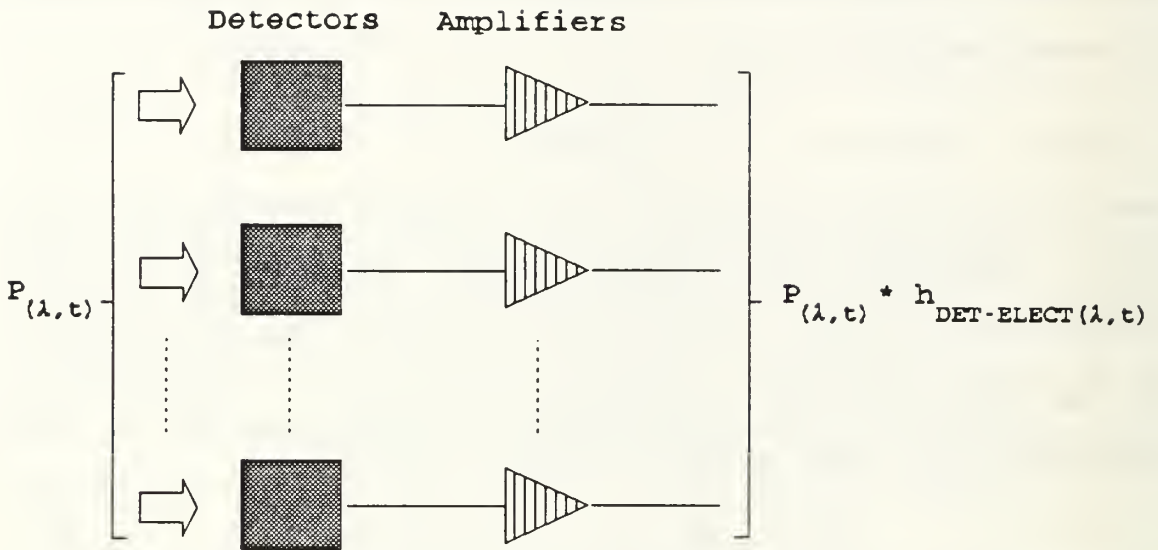 Detectors Amplifiers
P(λ,t)
P(λ,t) * hDET-ELECT(λ,t)